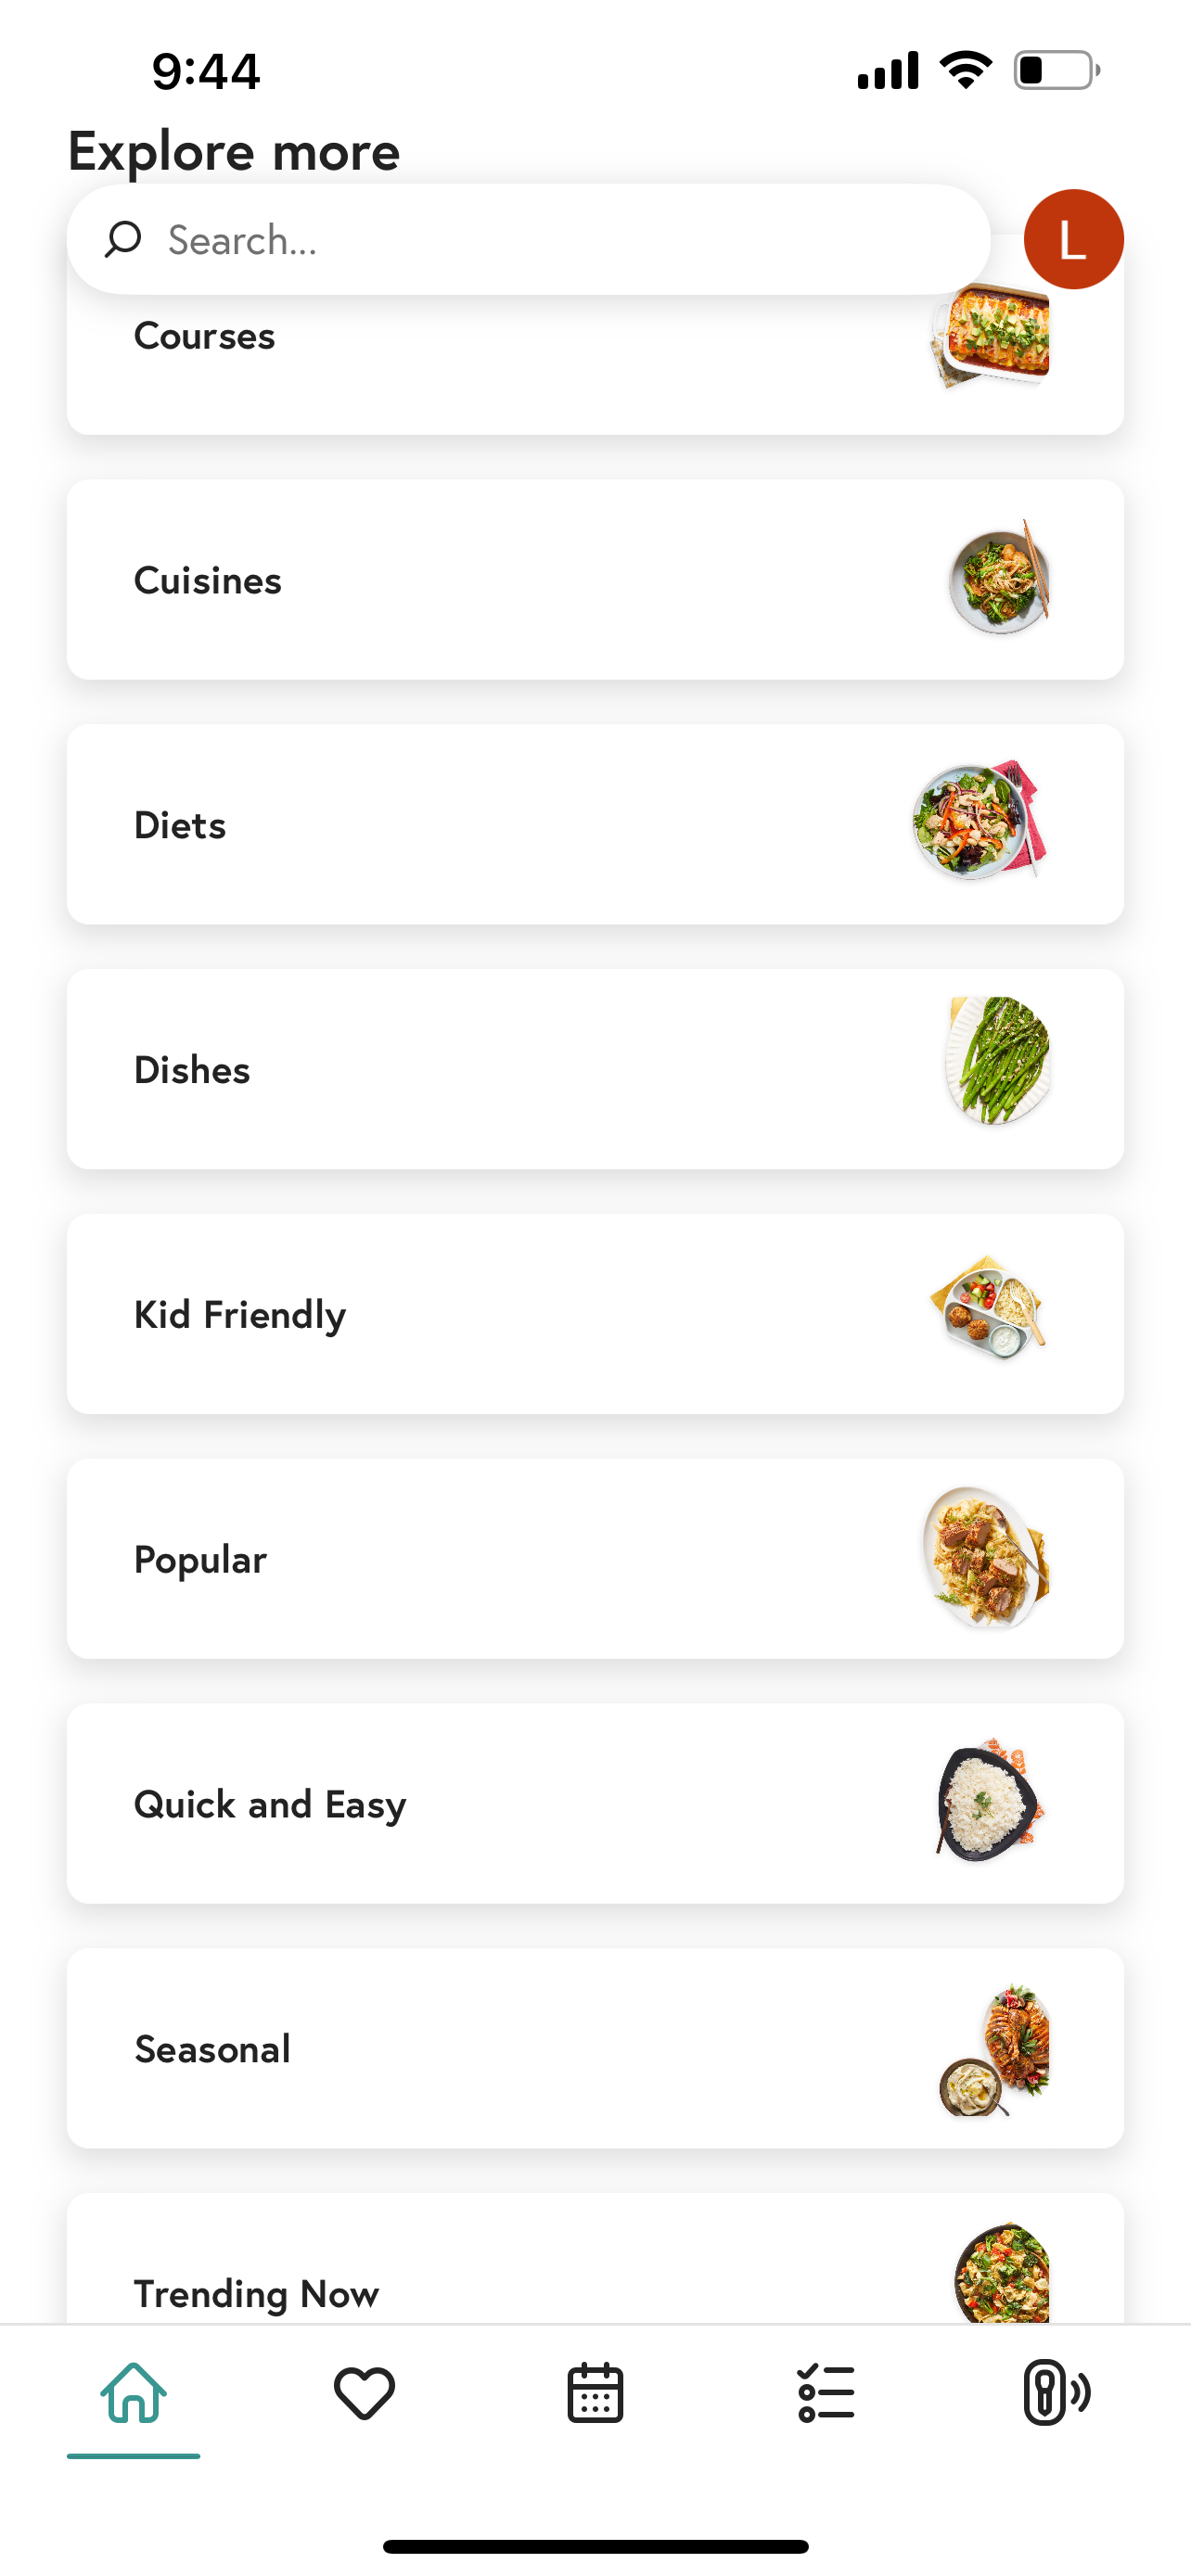 9:44
Explore more
Search...
L
Courses
Cuisines
Diets
Dishes
Kid Friendly
Popular
Quick and Easy
Seasonal
Trending Now